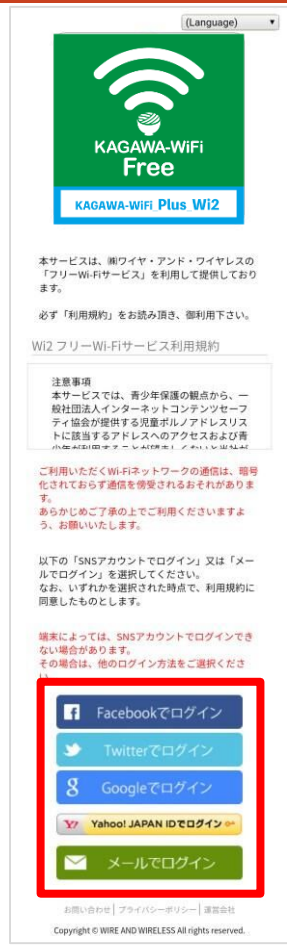 (Language)
KAGAWA-WiFi
Free
KAGAWA-WiFi Plus Wi2
本サービスは、㈱ワイヤ・アンド・ワイヤレスの
「フリーWi-Fiサービス」を利用して提供しており
ます。
必ず「利用規約」をお読み頂き、御利用下さい。
Wi2 フリーWi-Fiサービス利用規約
注意事項
本サービスでは、青少年保護の観点から、一
般社団法人インターネットコンテンツセーフ
ティ協会が提供する児童ポルノアドレスリス
トに該当するアドレスへのアクセスおよび青
少年が利用することが望ましくないと当社が
ご利用いただくWi-Fiネットワークの通信は、暗号
化されておらず通信を傍受されるおそれがありま
す。
あらかじめご了承の上でご利用くださいますよ
う、お願いいたします。
以下の「SNSアカウントでログイン」又は「メー
ルでログイン」を選択してください。
なお、いずれかを選択された時点で、利用規約に
同意したものとします。
端末によっては、SNSアカウントでログインでき
ない場合があります。
その場合は、他のログイン方法をご選択くださ
い。
Facebookでログイン
Twitterでログイン
Googleでログイン
Y? Yahoo! JAPAN IDでログイン
メールでログイン
お問い合わせ│プライバシーポリシー│運営会社
Copyright © WIRE AND WIRELESS All rights reserved.